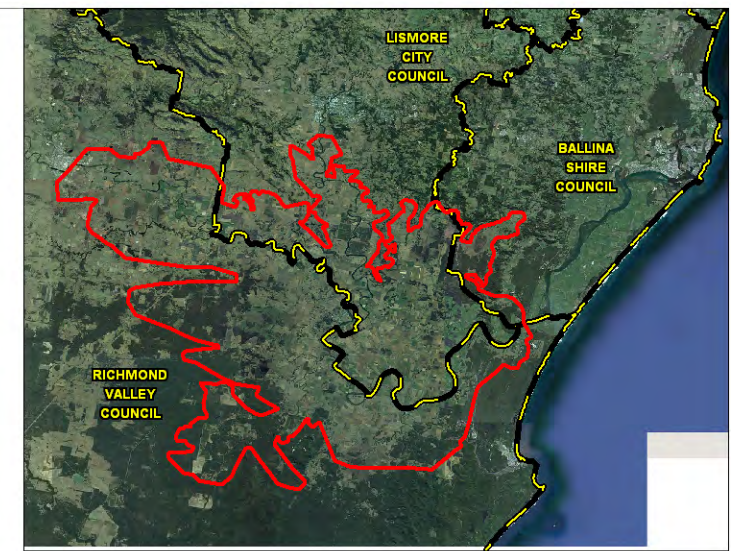 LISMORE
CITY
COUNCIL
BALLINA
SHIRE
COUNCIL
RICHMOND
VALLEY
COUNCIL